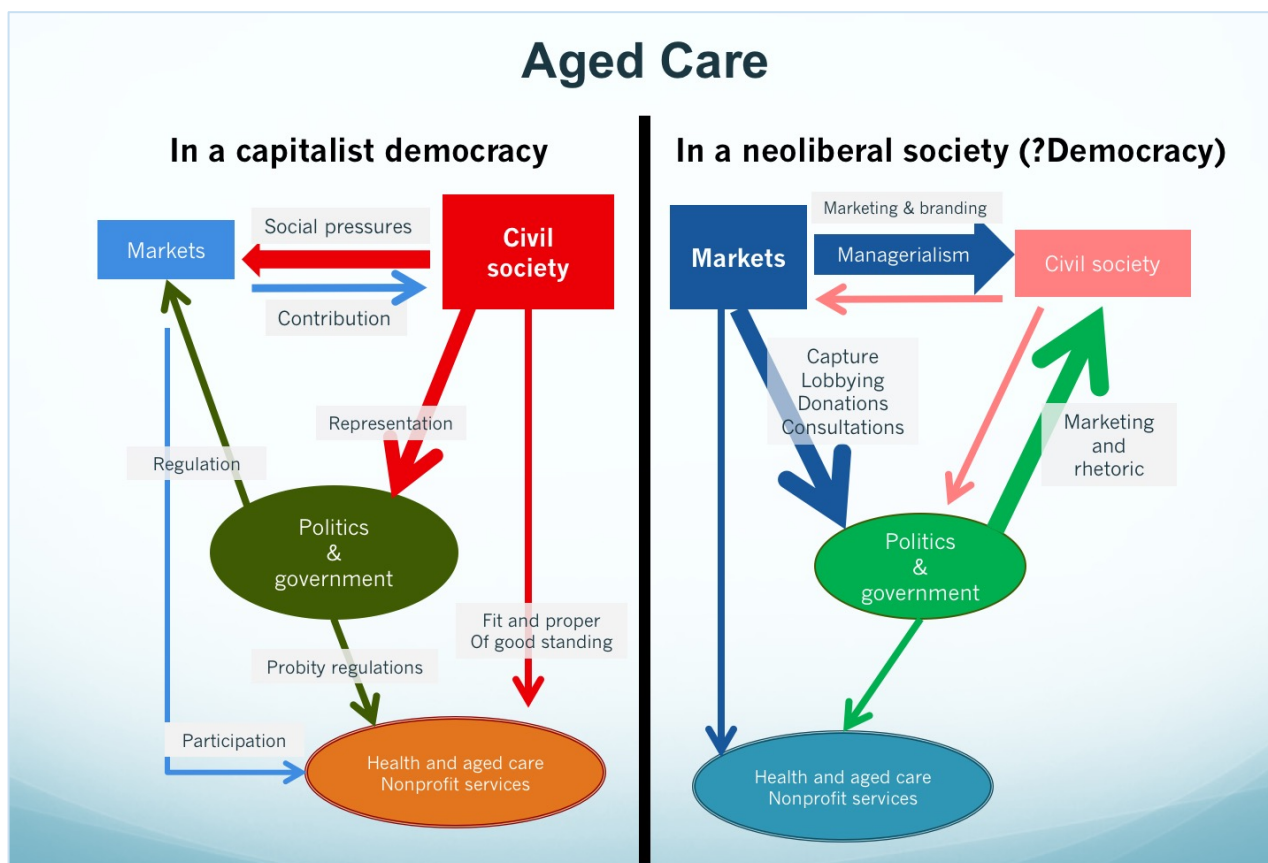 Aged Care
In a capitalist democracy
Markets
Social pressures
Contribution
Civil
society
Representation
Regulation
Politics
&
government
Fit and proper
Of good standing
Probity regulations
Participation
Health and aged care
Nonprofit services
In a neoliberal society (?Democracy)
Markets
Marketing & branding
Managerialism
Civil society
Capture
Lobbying
Donations
Consultations
Marketing
and
rhetoric
Politics
&
government
Health and aged care
Nonprofit services